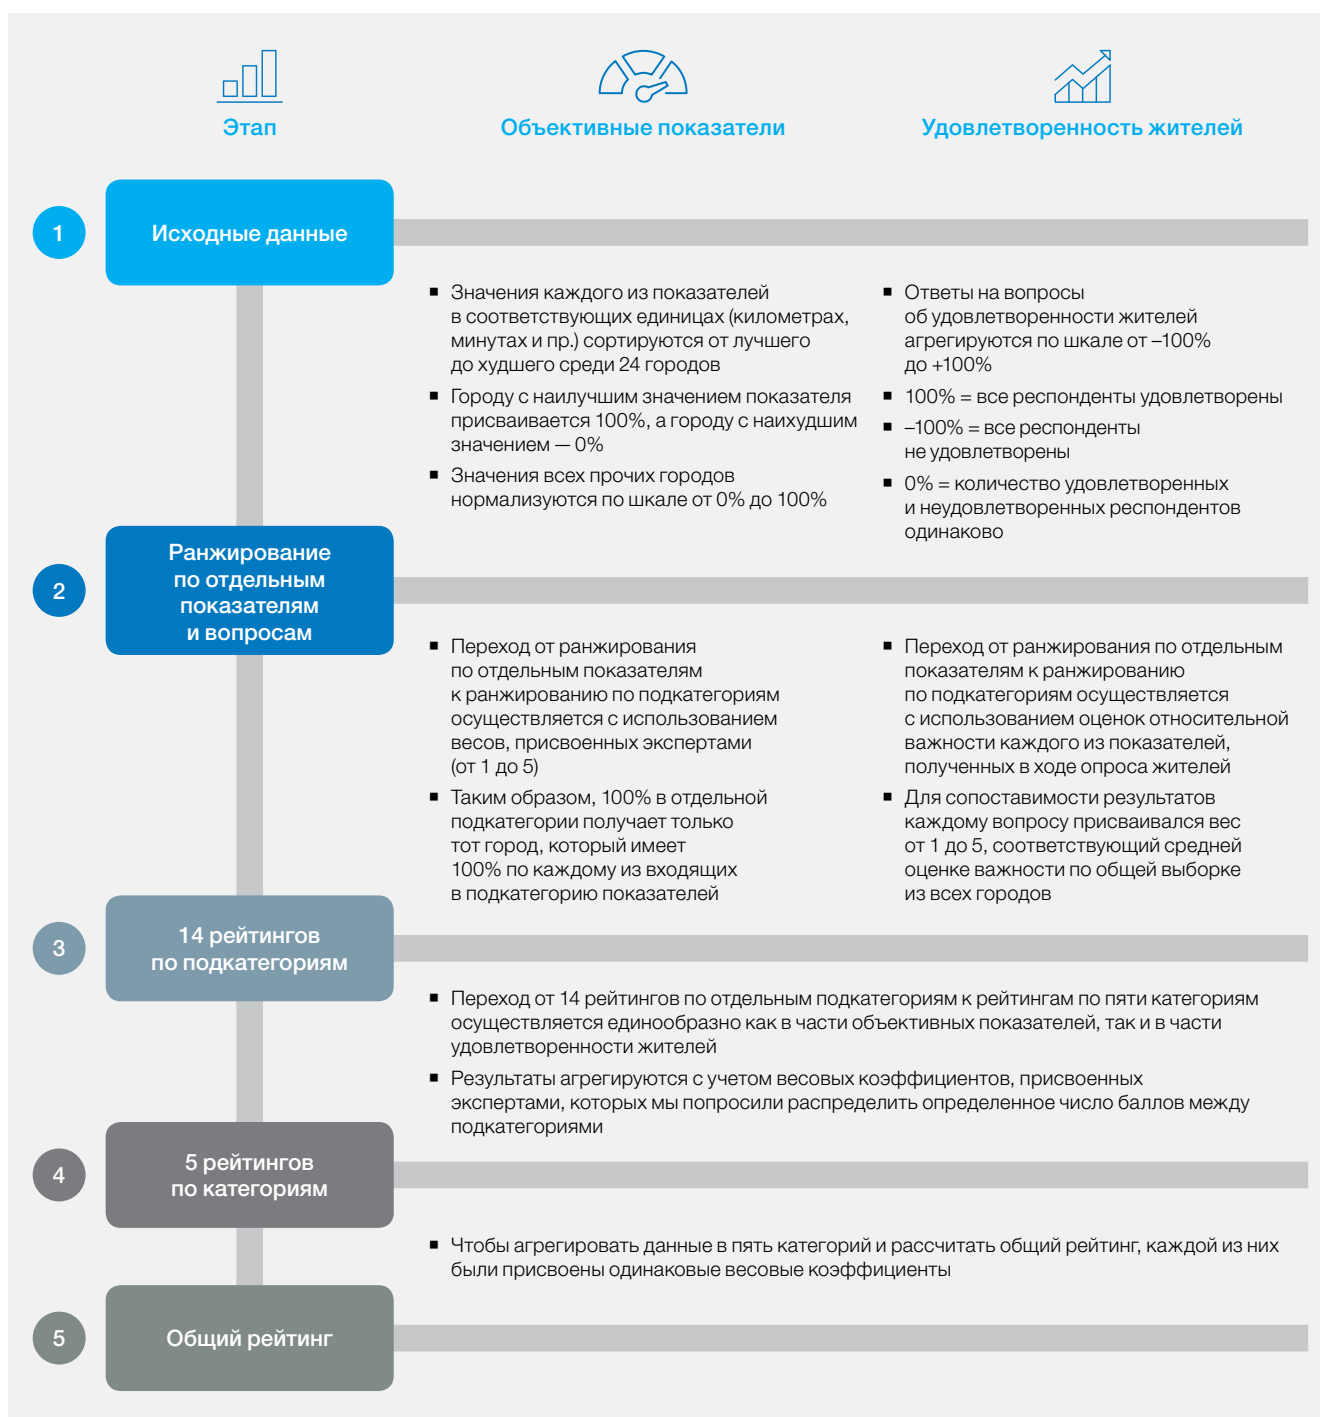 Этап
Объективные показатели
Удовлетворенность жителей
1
Исходные данные
■ Значения каждого из показателей
в соответствующих единицах (километрах,
минутах и пр.) сортируются от лучшего
до худшего среди 24 городов
■ Городу с наилучшим значением показателя
присваивается 100%, а городу с наихудшим
значением — 0%
■ Значения всех прочих городов
нормализуются по шкале от 0% до 100%
■ Ответы на вопросы
об удовлетворенности жителей
агрегируются по шкале от –100%
до +100%
■ 100% = все респонденты удовлетворены
■ –100% = все респонденты
не удовлетворены
■ 0% = количество удовлетворенных
и неудовлетворенных респондентов
одинаково
2
Ранжирование
по отдельным
показателям
и вопросам
■ Переход от ранжирования
по отдельным показателям
к ранжированию по подкатегориям
осуществляется с использованием
весов, присвоенных экспертами
(от 1 до 5)
■ Таким образом, 100% в отдельной
подкатегории получает только
тот город, который имеет
100% по каждому из входящих
в подкатегорию показателей
■ Переход от ранжирования по отдельным
показателям к ранжированию
по подкатегориям осуществляется
с использованием оценок относительной
важности каждого из показателей,
полученных в ходе опроса жителей
■ Для сопоставимости результатов
каждому вопросу присваивался вес
от 1 до 5, соответствующий средней
оценке важности по общей выборке
из всех городов
3
14 рейтингов
по подкатегориям
■ Переход от 14 рейтингов по отдельным подкатегориям к рейтингам по пяти категориям
осуществляется единообразно как в части объективных показателей, так и в части
удовлетворенности жителей
■ Результаты агрегируются с учетом весовых коэффициентов, присвоенных
экспертами, которых мы попросили распределить определенное число баллов между
подкатегориями
4
5 рейтингов
по категориям
■ Чтобы агрегировать данные в пять категорий и рассчитать общий рейтинг, каждой из них
были присвоены одинаковые весовые коэффициенты
5
Общий рейтинг